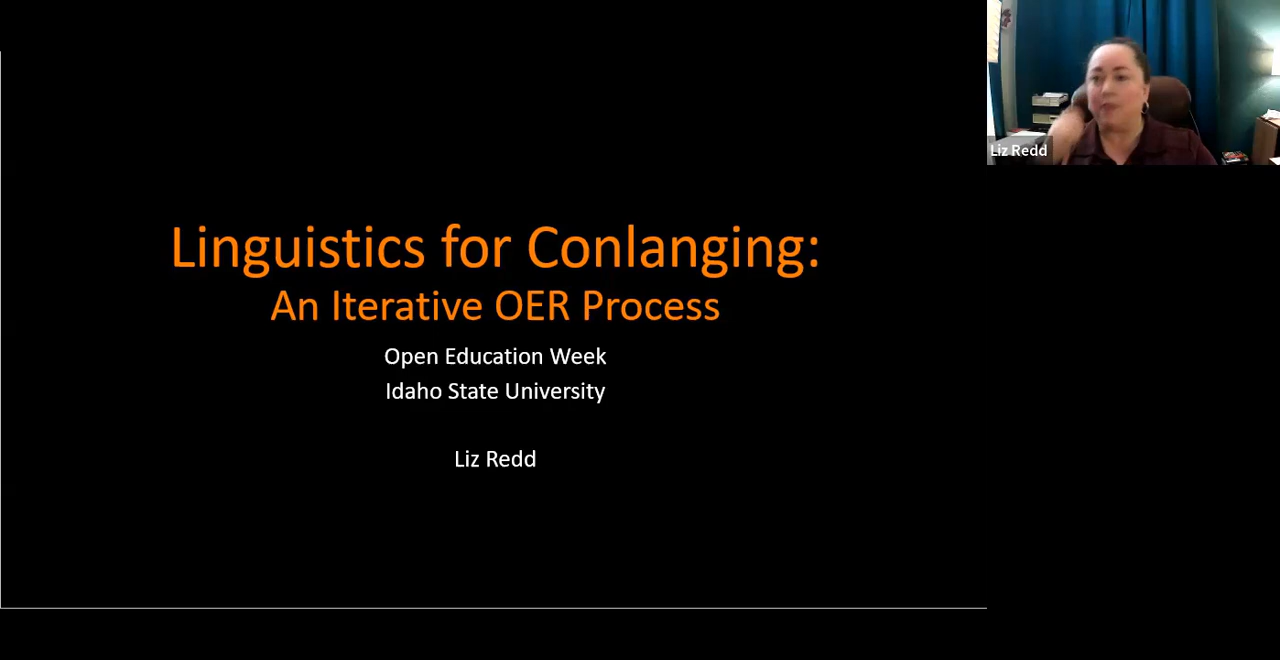 Linguistics for Conlanging:
An Iterative OER Process
Open Education Week
Idaho State University
Liz Redd
Liz Redd